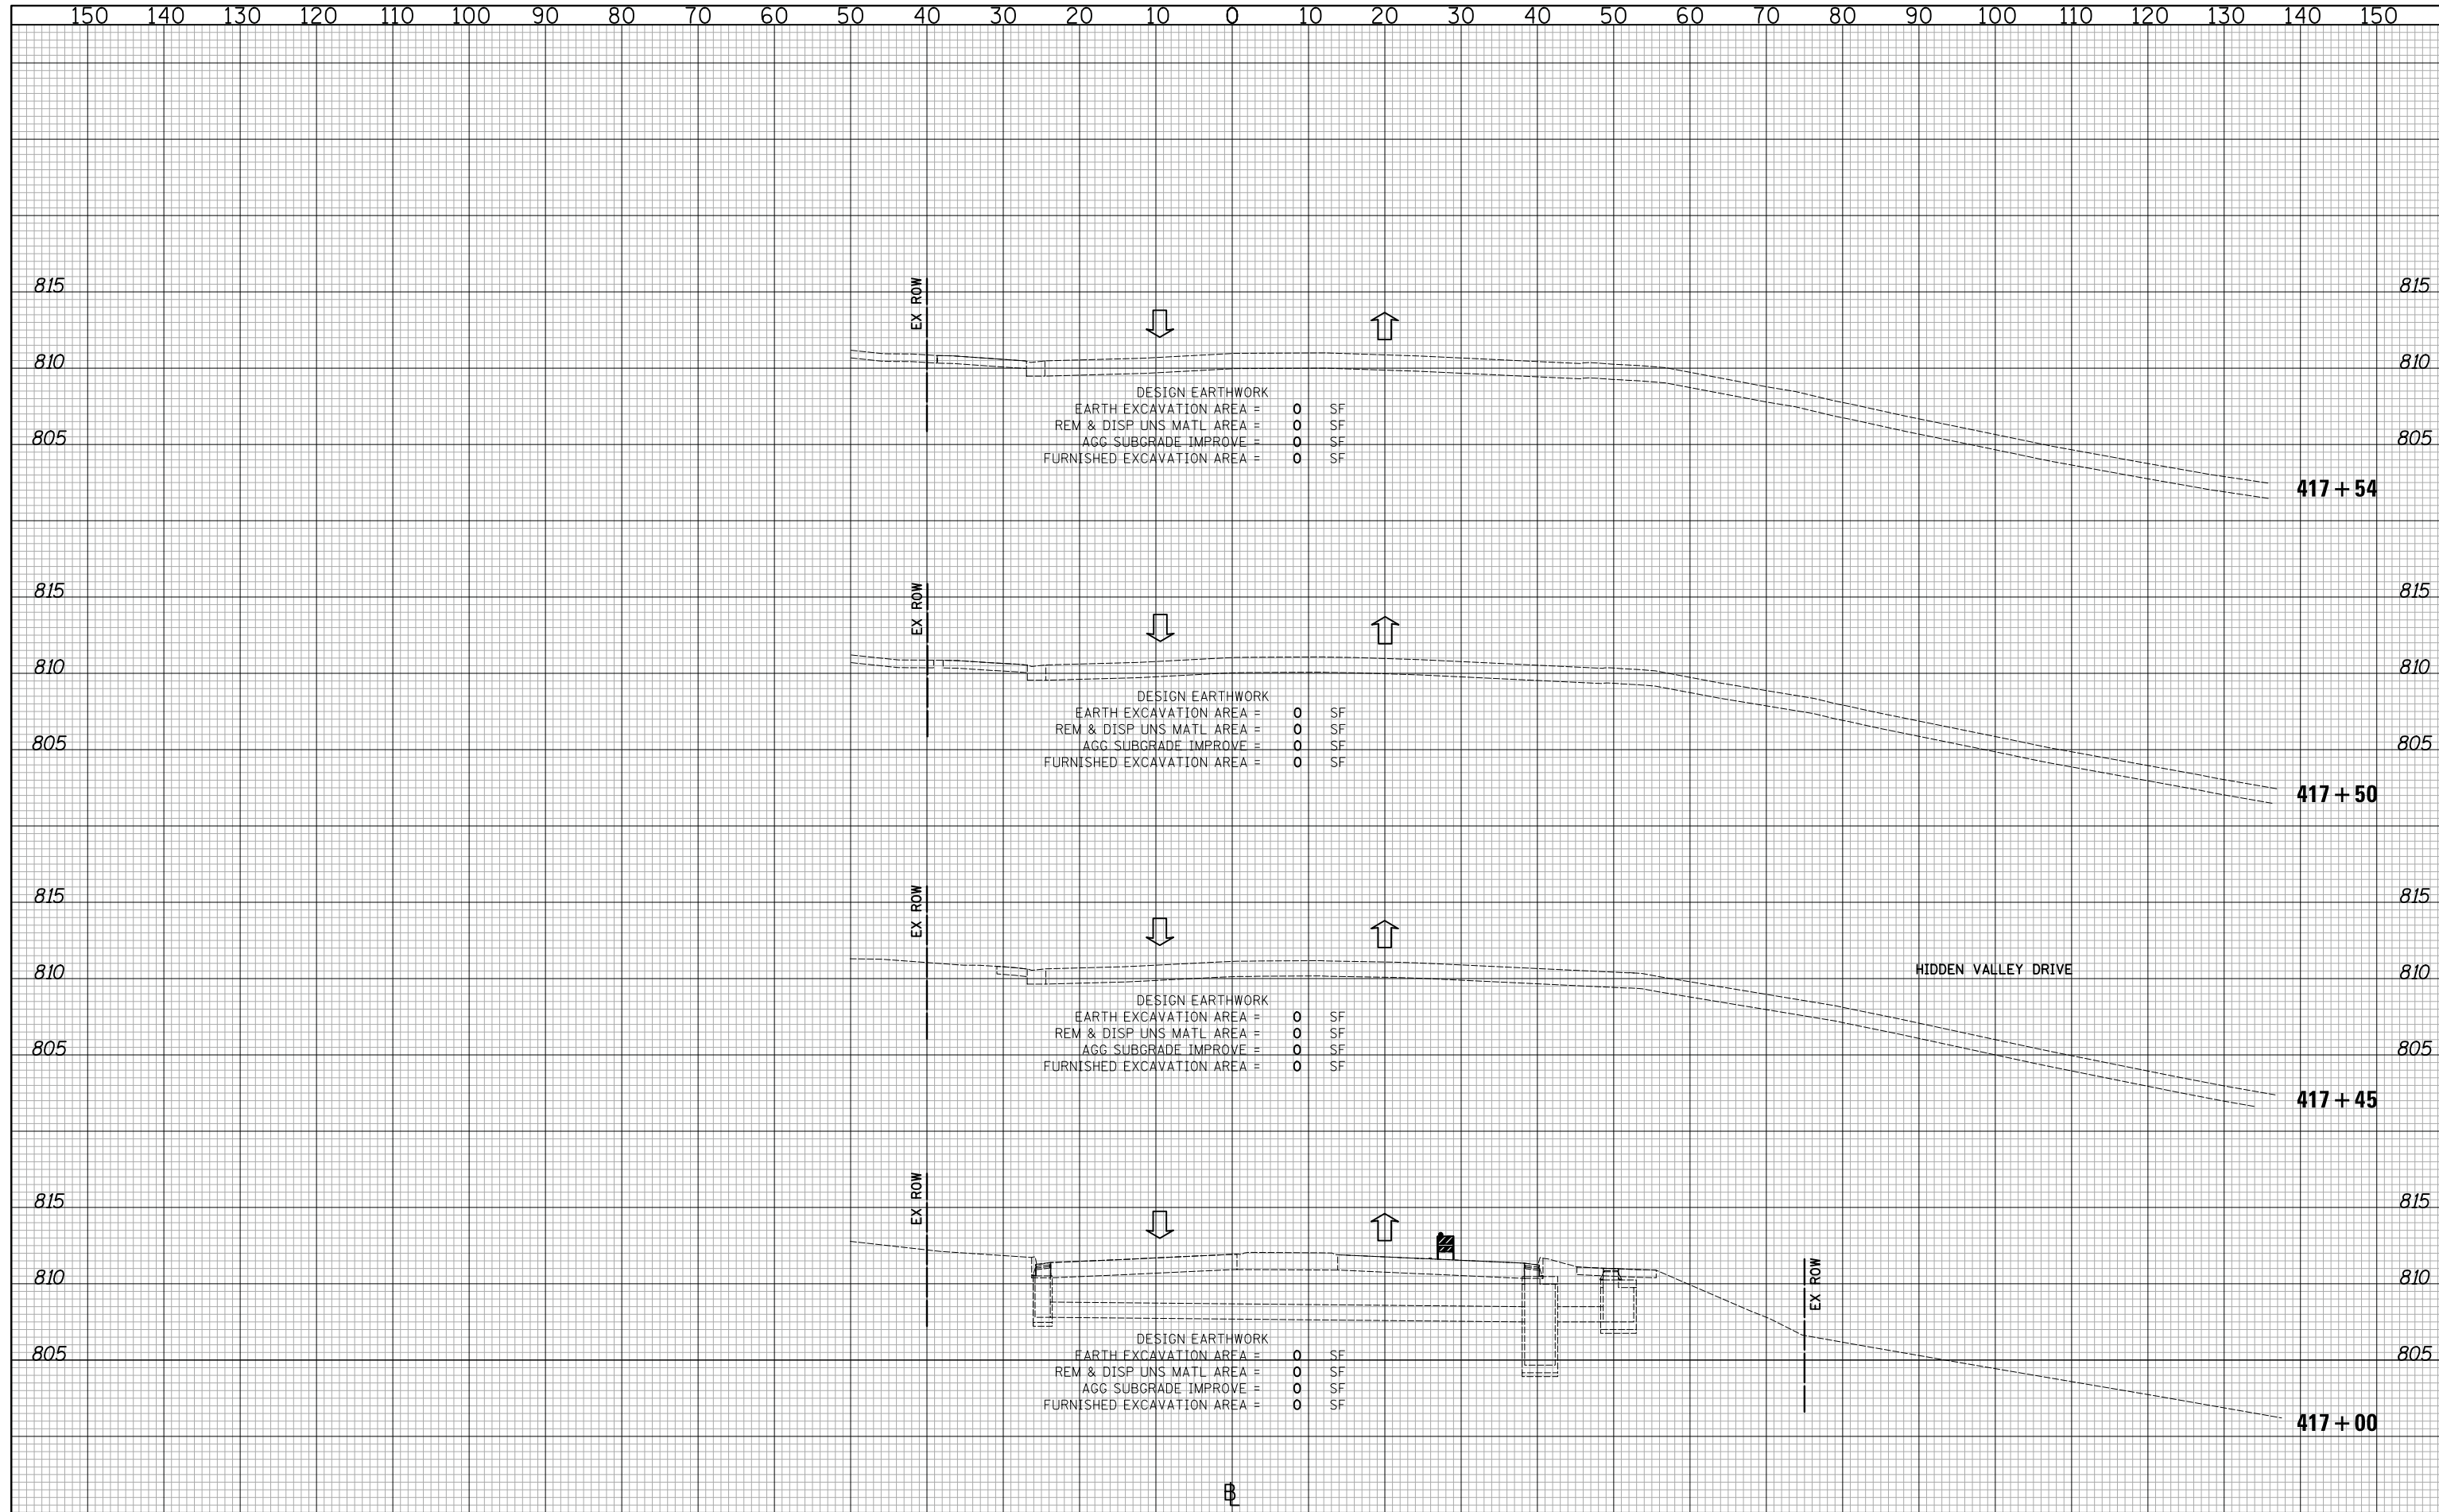 150 140 130 120 110 100 90 80 70 60 50 40 30 20 10 0 10 20 30 40 50 60 70 80 90 100 110 120 130 140 150
815 EX ROW 815
810 810
DESIGN EARTHWORK
EARTH EXCAVATION AREA = 0 SF
REM & DISP UNS MATL AREA = 0 SF
805 AGG SUBGRADE IMPROVE = 0 SF 805
FURNISHED EXCAVATION AREA = 0 SF
417+54
815 EX ROW 815
810 810
DESIGN EARTHWORK
EARTH EXCAVATION AREA = 0 SF
REM & DISP UNS MATL AREA = 0 SF
805 AGG SUBGRADE IMPROVE = 0 SF 805
FURNISHED EXCAVATION AREA = 0 SF
417+50
815 EX ROW 815
810 HIDDEN VALLEY DRIVE 810
DESIGN EARTHWORK
EARTH EXCAVATION AREA = 0 SF
REM & DISP UNS MATL AREA = 0 SF
805 AGG SUBGRADE IMPROVE = 0 SF 805
FURNISHED EXCAVATION AREA = 0 SF
417+45
815 EX ROW 815
810 EX ROW 810
DESIGN EARTHWORK
805 EARTH EXCAVATION AREA = 0 SF 805
REM & DISP UNS MATL AREA = 0 SF
AGG SUBGRADE IMPROVE = 0 SF
FURNISHED EXCAVATION AREA = 0 SF
417+00
BL